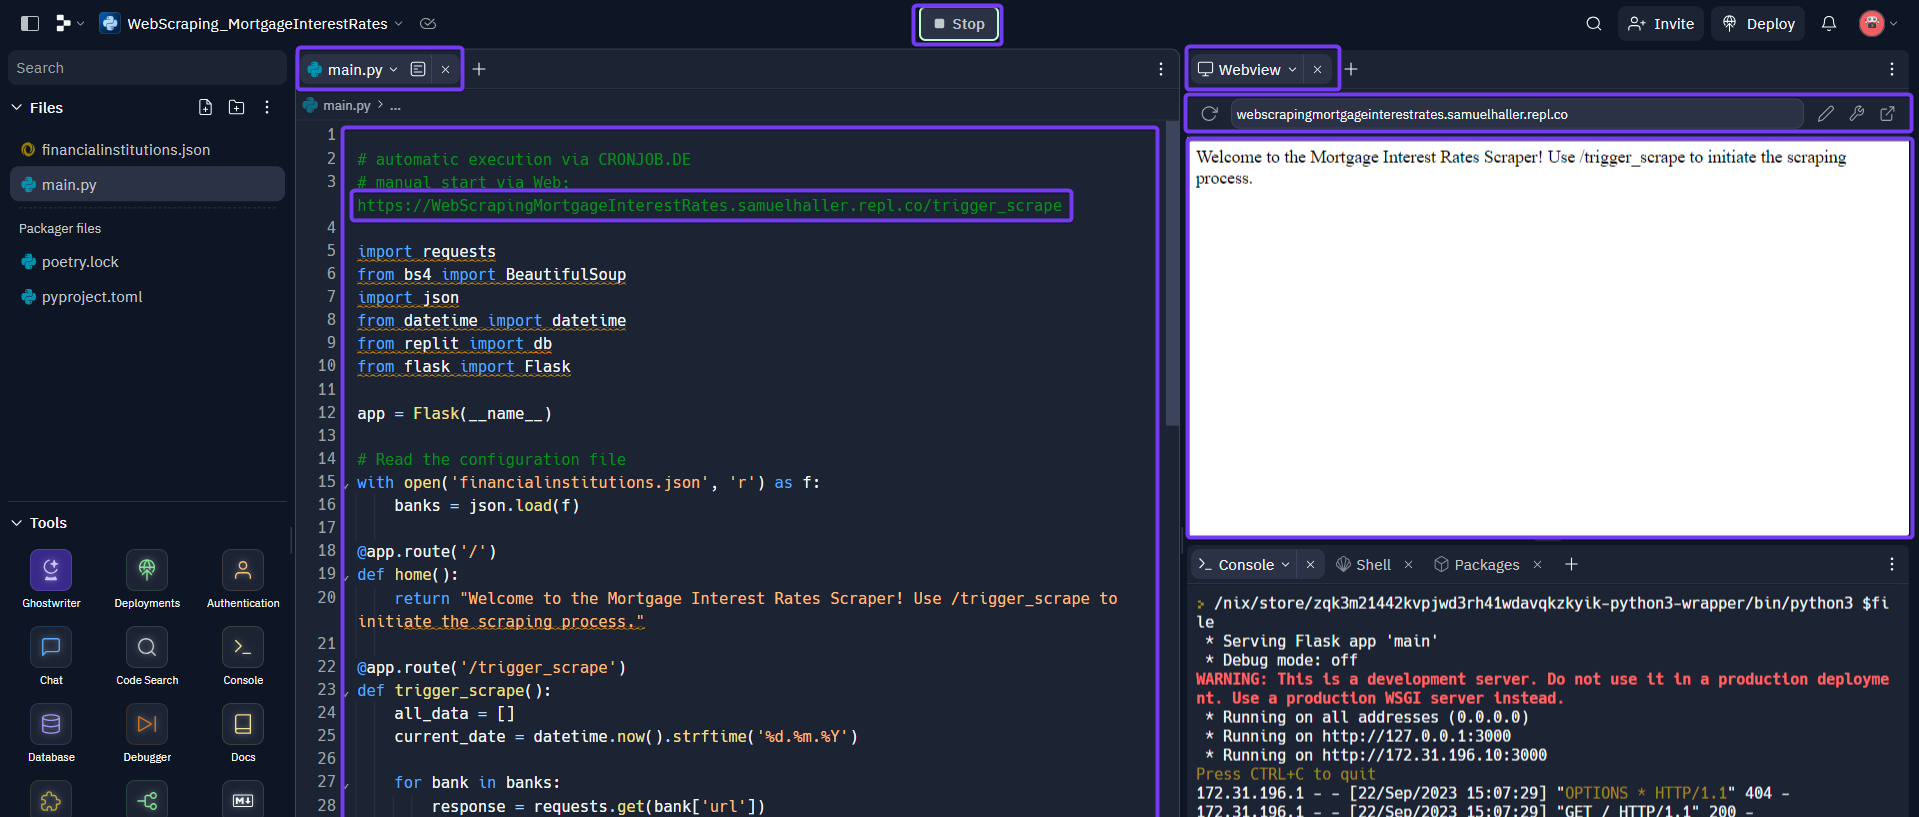 WebScraping_MortgageInterestRates
Stop
Invite
Deploy
Search
Files
financialinstitutions.json
main.py
Packager files
poetry.lock
pyproject.toml
Tools
Ghostwriter
Deployments
Authentication
Chat
Code Search
Console
Database
Debugger
Docs
main.py
main.py > ...
1
2 # automatic execution via CRONJOB.DE
3 # manual start via Web:
https://WebScrapingMortgageInterestRates.samuelhaller.repl.co/trigger_scrape
4
5 import requests
6 from bs4 import BeautifulSoup
7 import json
8 from datetime import datetime
9 from replit import db
10 from flask import Flask
11
12 app = Flask(__name__)
13
14 # Read the configuration file
15 with open('financialinstitutions.json', 'r') as f:
16     banks = json.load(f)
17
18 @app.route('/')
19 def home():
20     return "Welcome to the Mortgage Interest Rates Scraper! Use /trigger_scrape to
initiate the scraping process."
21
22 @app.route('/trigger_scrape')
23 def trigger_scrape():
24     all_data = []
25     current_date = datetime.now().strftime('%d.%m.%Y')
26
27     for bank in banks:
28         response = requests.get(bank['url'])
Webview
webscrapingmortgageinterestrates.samuelhaller.repl.co
Welcome to the Mortgage Interest Rates Scraper! Use /trigger_scrape to initiate the scraping
process.
Console
Shell
Packages
> /nix/store/zqk3m21442kvpjwd3rh41wdavqkzkyik-python3-wrapper/bin/python3 $fi
le
* Serving Flask app 'main'
* Debug mode: off
WARNING: This is a development server. Do not use it in a production deployme
nt. Use a production WSGI server instead.
* Running on all addresses (0.0.0.0)
* Running on http://127.0.0.1:3000
* Running on http://172.31.196.10:3000
Press CTRL+C to quit
172.31.196.1 - - [22/Sep/2023 15:07:29] "OPTIONS * HTTP/1.1" 404 -
172.31.196.1 - - [22/Sep/2023 15:07:29] "GET / HTTP/1.1" 200 -